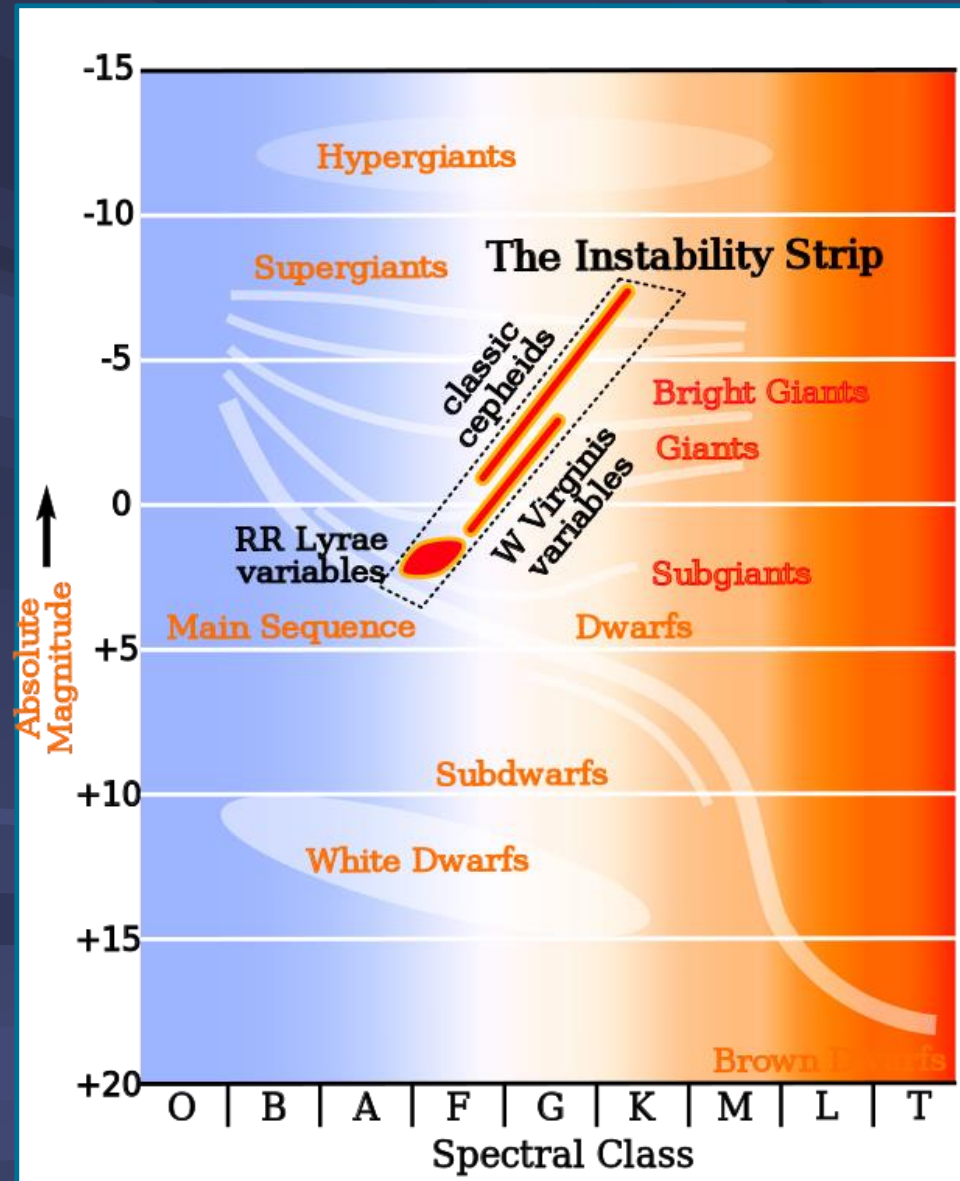 -15
Hypergiants
-10
The Instability Strip
Supergiants
classic
cepheids
-5
Bright Giants
Giants
W Virginis
variables
0
RR Lyrae
variables
Subgiants
Absolute
Magnitude
Main Sequence
Dwarfs
+5
Subdwarfs
+10
White Dwarfs
+15
Brown Dwarfs
+20
O | B | A | F | G | K | M | L | T
Spectral Class